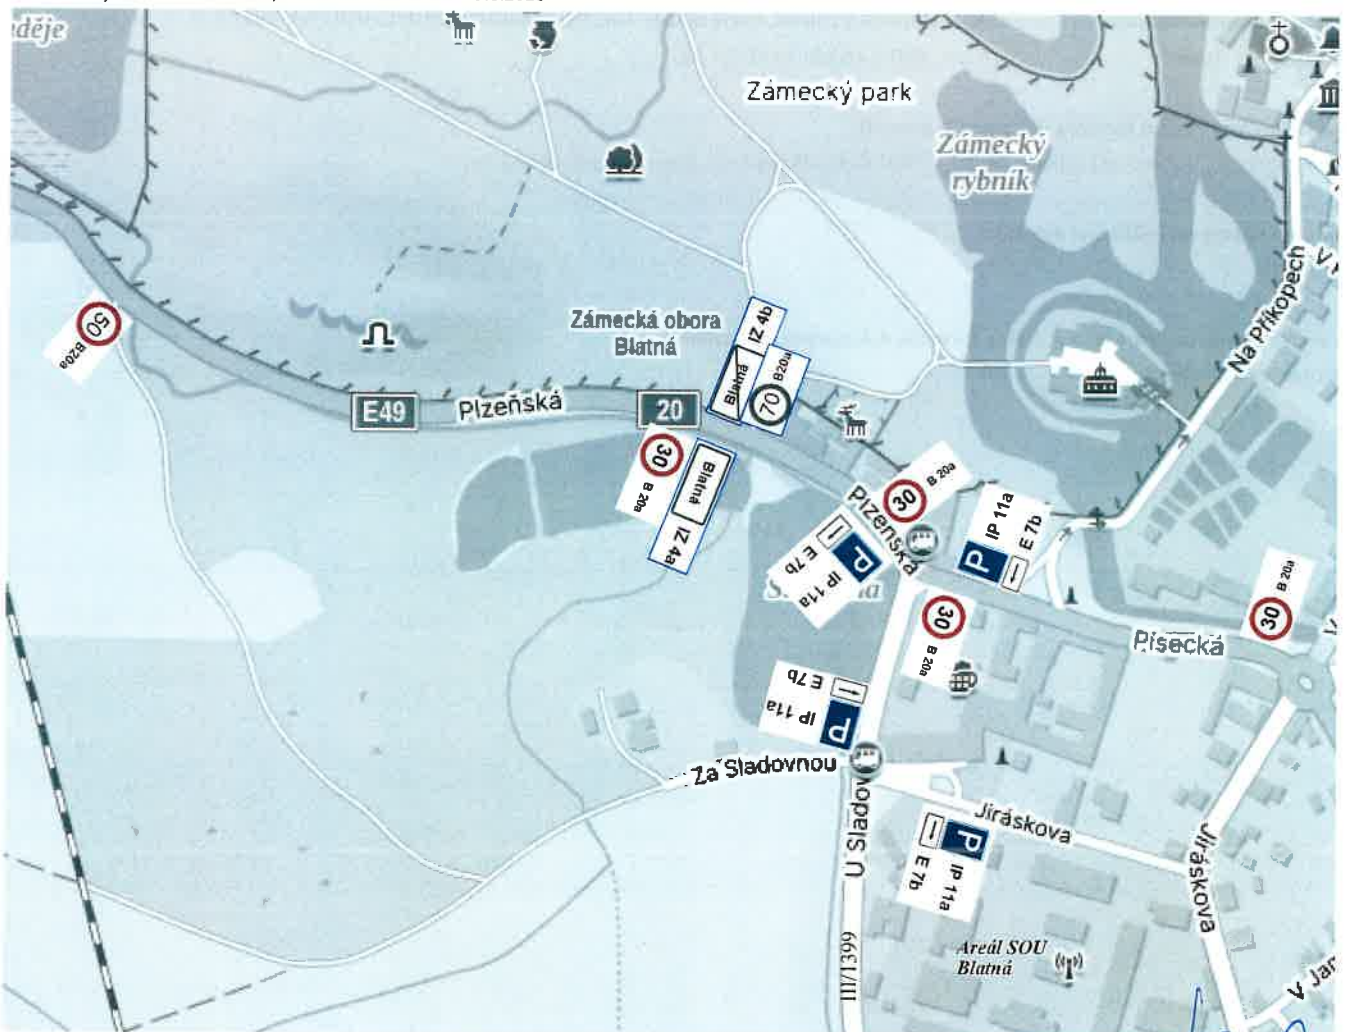 děje
Zámecký park
Zámecký
rybník
V
Na Příkopech
Zámecká obora
Blatná
IZ 4b
Blatná
70
B20a
50
B20a
E49
Plzeňská
20
30
B 20a
Blatná
IZ 4a
30
B 20a
Plzeňská
P
IP 11a
E 7b
P
IP 11a
E 7b
30
B 20a
30
B 20a
Písecká
E 7b
IP 11a
P
Za Sladovnou
U Sladov
Jiráskova
P
IP 11a
E 7b
Jiráskova
III/1399
Areál SOU
Blatná
V Jar